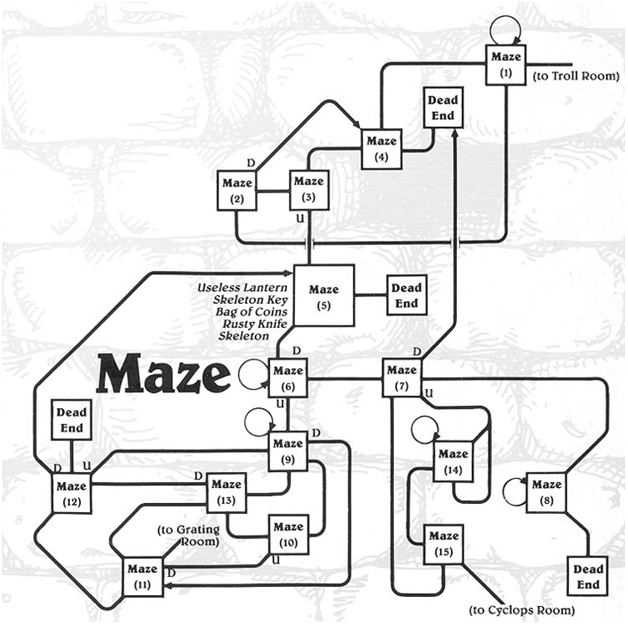 Maze
(1)
(to Troll Room)
Dead
End
Maze
(4)
D
Maze
(2)
Maze
(3)
U
Useless Lantern
Skeleton Key
Bag of Coins
Rusty Knife
Skeleton
Maze
(5)
Dead
End
Maze
D
Maze
(6)
U
D
Maze
(7)
U
Dead
End
D
U
Maze
(12)
Maze
(9)
D
Maze
(14)
D
Maze
(13)
Maze
(8)
(to Grating
Room)
Maze
(10)
U
Maze
(15)
Maze
(11)
D
Dead
End
(to Cyclops Room)